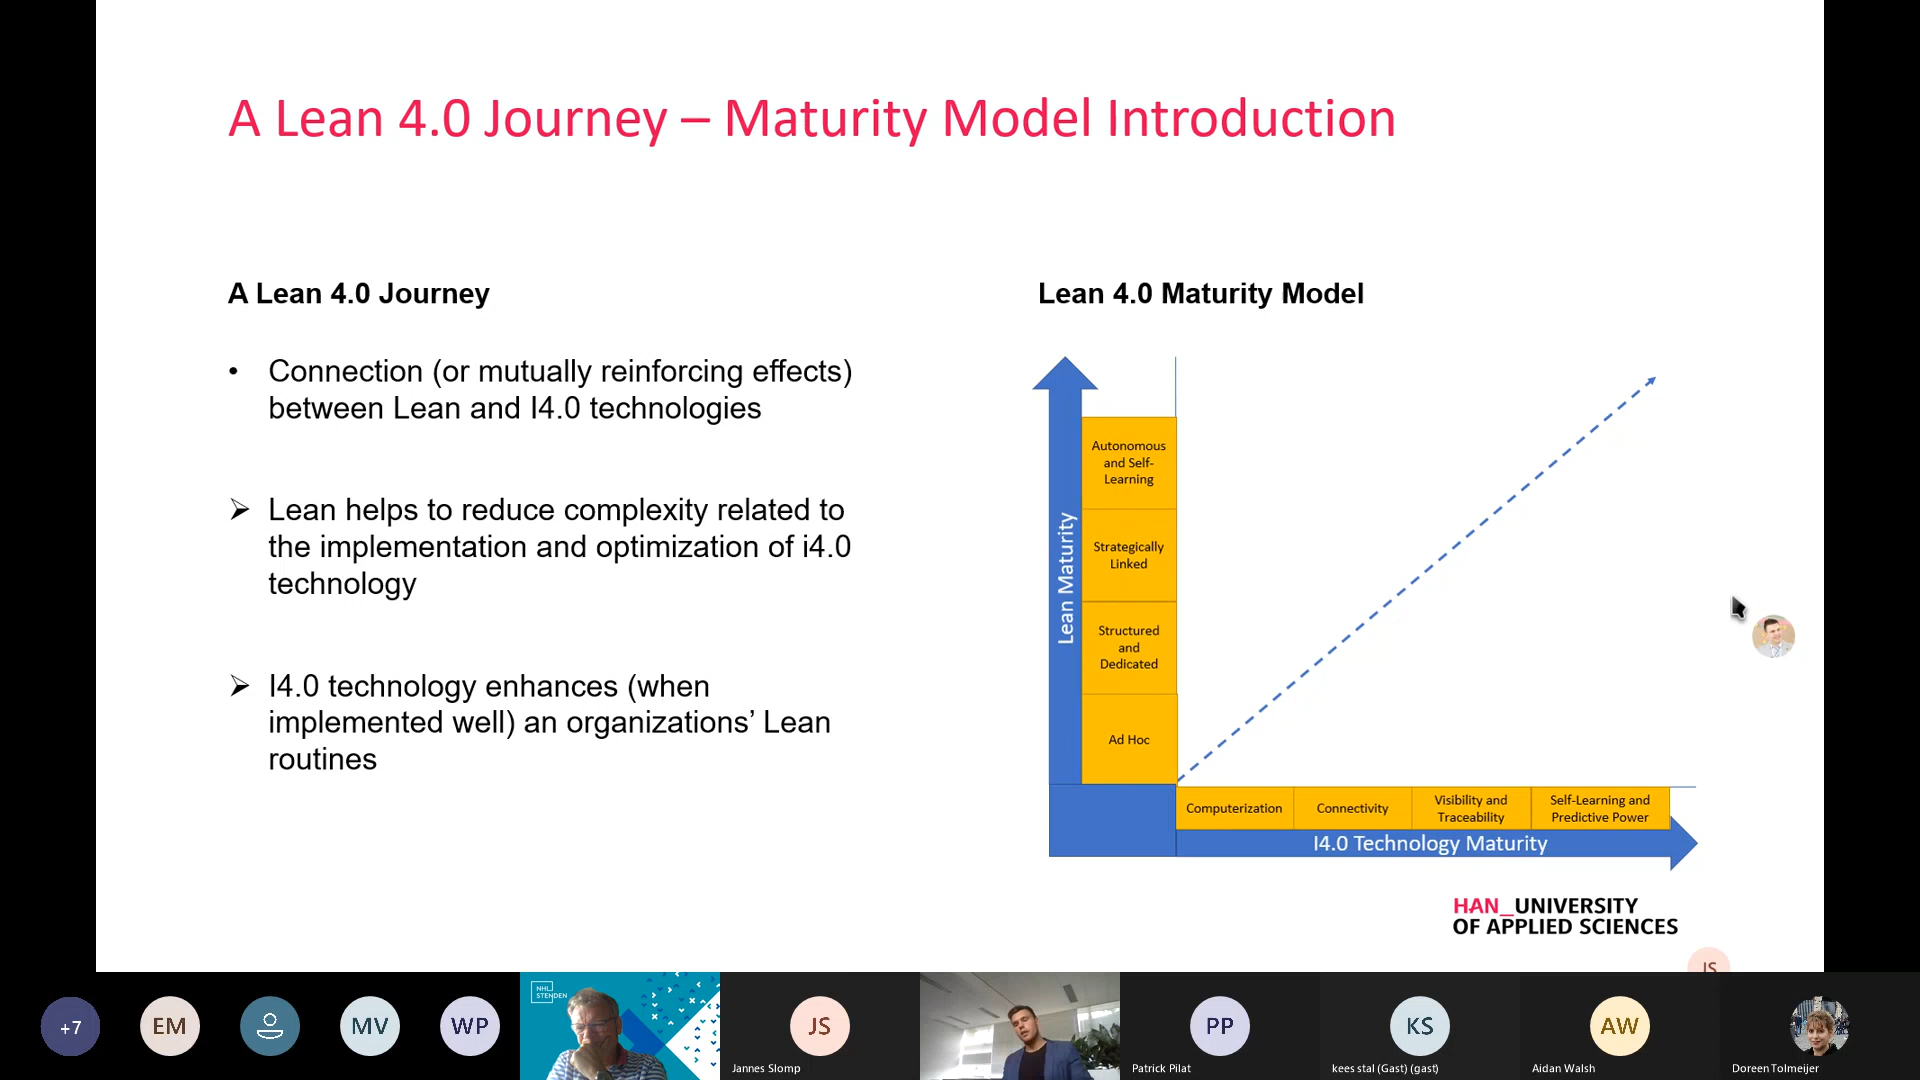 A Lean 4.0 Journey – Maturity Model Introduction
A Lean 4.0 Journey
• Connection (or mutually reinforcing effects)
between Lean and I4.0 technologies
➢ Lean helps to reduce complexity related to
the implementation and optimization of i4.0
technology
➢ I4.0 technology enhances (when
implemented well) an organizations’ Lean
routines
Lean 4.0 Maturity Model
Lean Maturity
Autonomous
and Self-
Learning
Strategically
Linked
Structured
and
Dedicated
Ad Hoc
Computerization
Connectivity
Visibility and
Traceability
Self-Learning and
Predictive Power
I4.0 Technology Maturity
HAN_UNIVERSITY
OF APPLIED SCIENCES
JS
+7
EM
MV
WP
NHL
STENDEN
JS
Jannes Slomp
PP
Patrick Pilat
KS
kees stal (Gast) (gast)
AW
Aidan Walsh
Doreen Tolmeijer